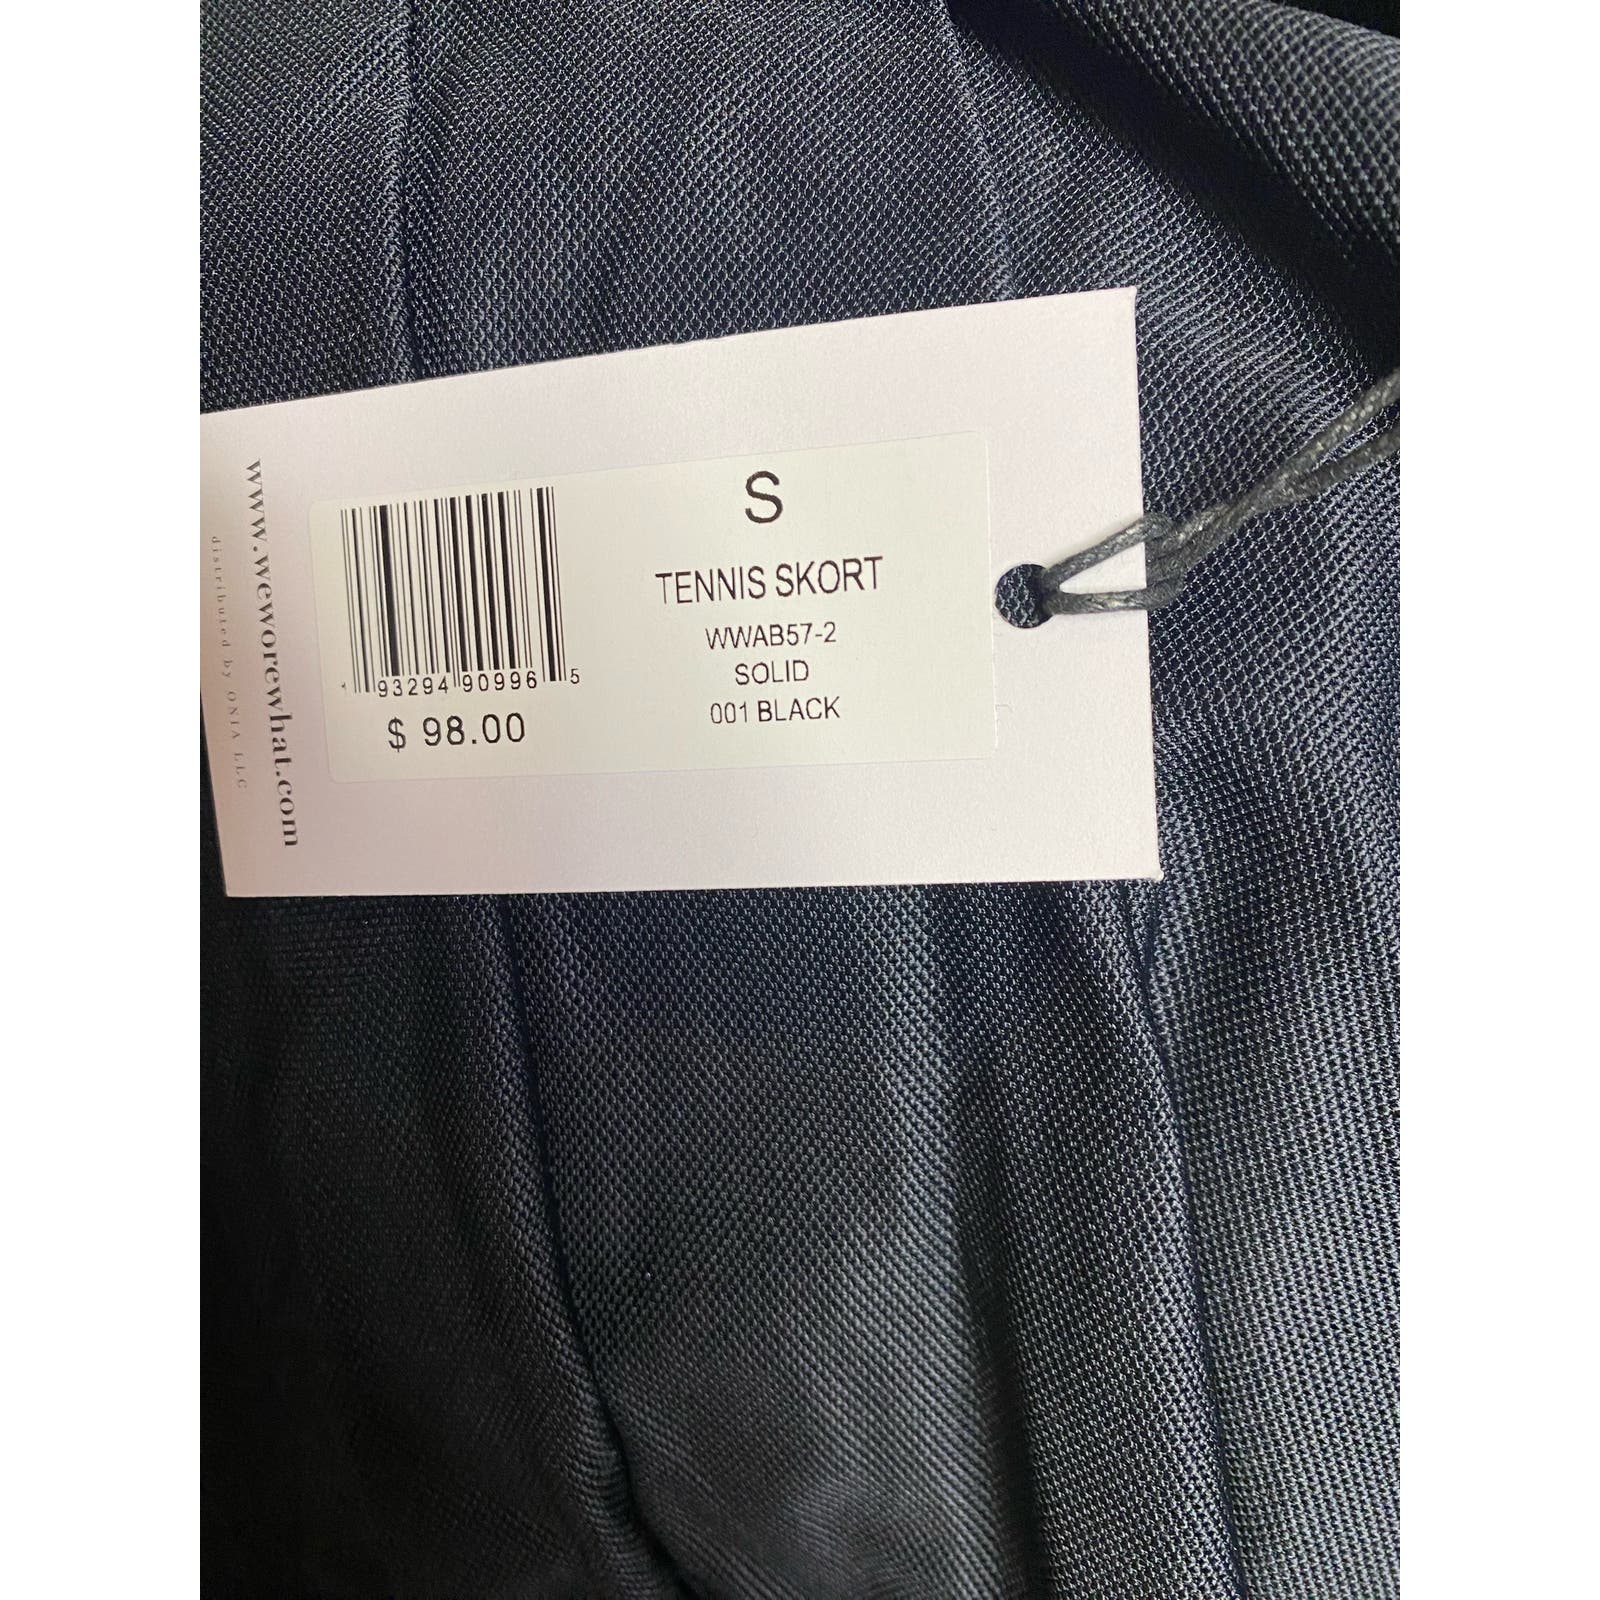 S
TENNIS SKORT
WWAB57-2
SOLID
001 BLACK
1 93294 90996 5
$ 98.00
www.weworewhat.com
distributed by ONIA LLC